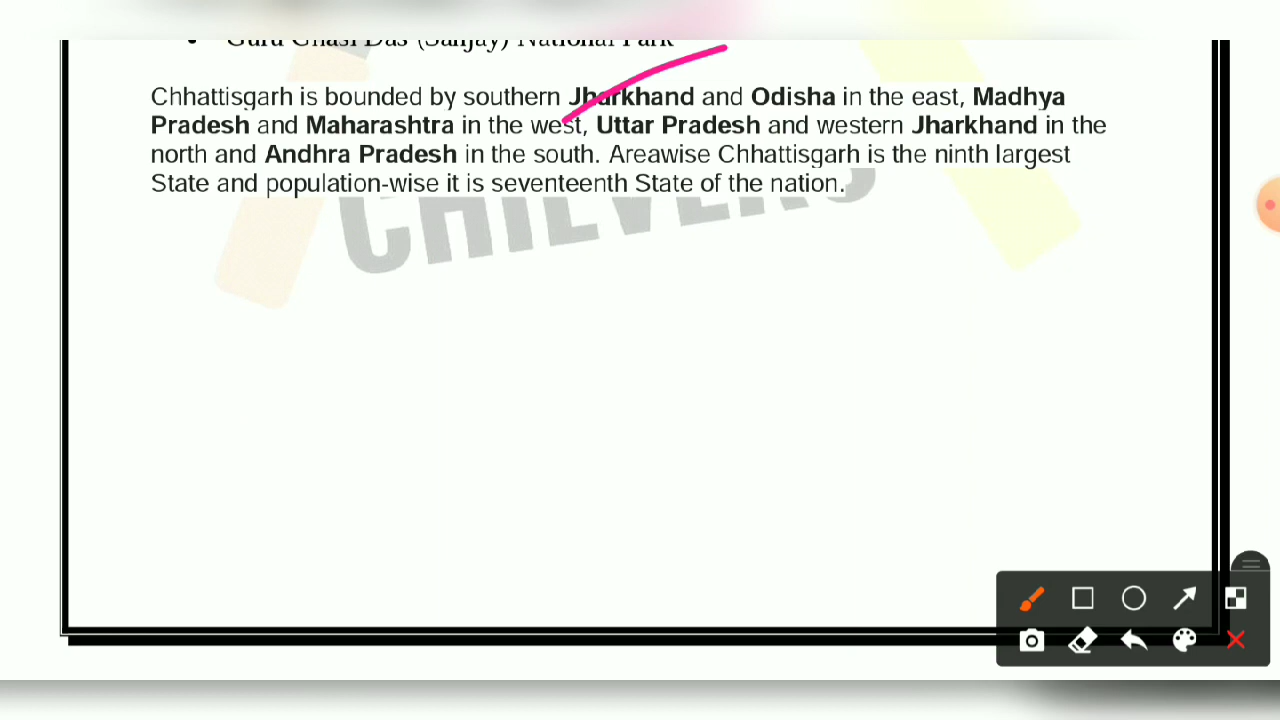 Guru Ghasi Das (Sanjay) National Park
Chhattisgarh is bounded by southern Jharkhand and Odisha in the east, Madhya
Pradesh and Maharashtra in the west, Uttar Pradesh and western Jharkhand in the
north and Andhra Pradesh in the south. Areawise Chhattisgarh is the ninth largest
State and population-wise it is seventeenth State of the nation.
CHIEVERS